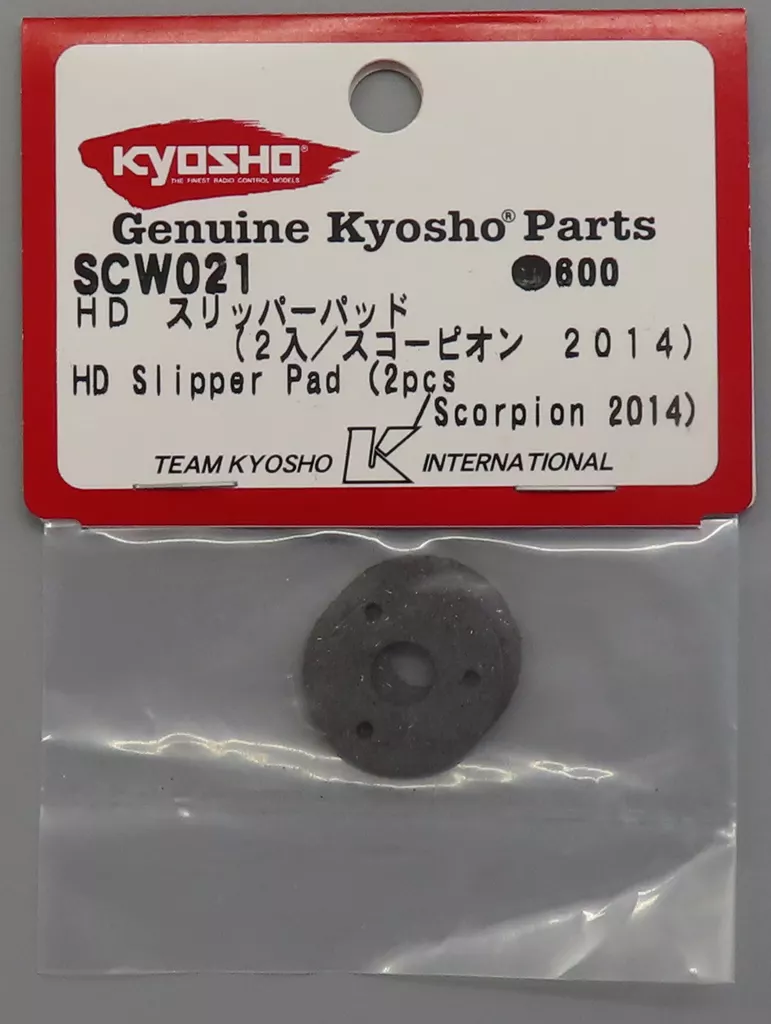 KYOSHO®
THE FINEST RADIO CONTROL MODELS
Genuine Kyosho® Parts
SCW021 ●600
HD スリッパーパッド
(2入/スコーピオン 2014)
HD Slipper Pad (2pcs
/Scorpion 2014)
TEAM KYOSHO K INTERNATIONAL